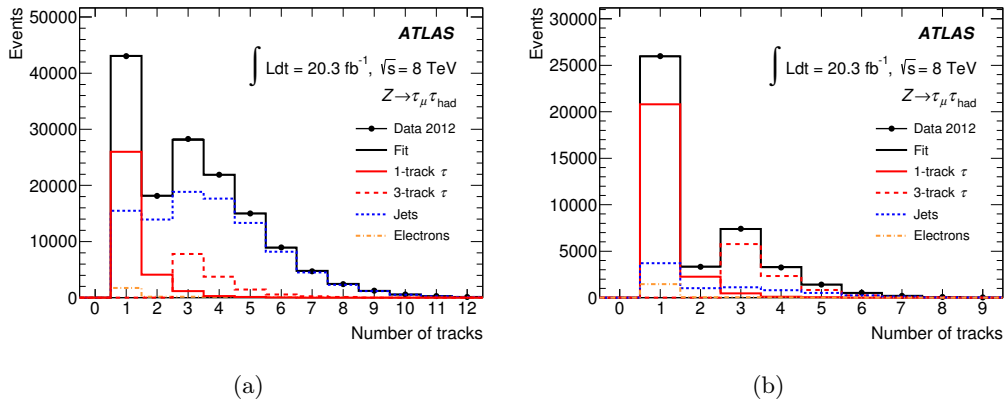 Events
50000
40000
30000
20000
10000
0
ATLAS
∫ Ldt = 20.3 fb⁻¹, √s = 8 TeV
Z→τμτhad
Data 2012
Fit
1-track τ
3-track τ
Jets
Electrons
0 1 2 3 4 5 6 7 8 9 10 11 12
Number of tracks
(a)
Events
30000
25000
20000
15000
10000
5000
0
ATLAS
∫ Ldt = 20.3 fb⁻¹, √s = 8 TeV
Z→τμτhad
Data 2012
Fit
1-track τ
3-track τ
Jets
Electrons
0 1 2 3 4 5 6 7 8 9
Number of tracks
(b)